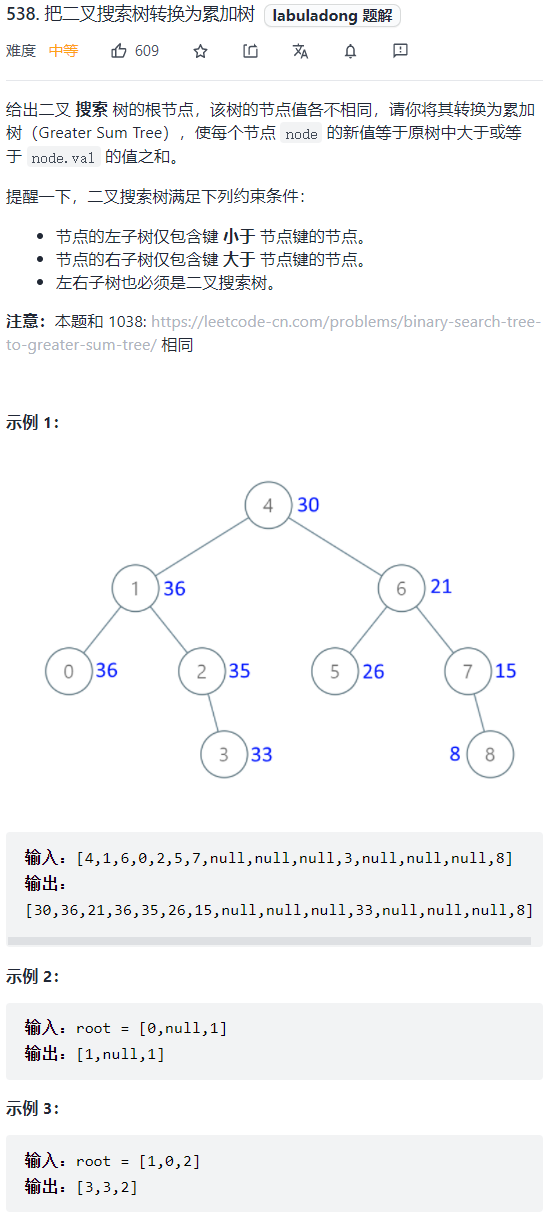 538. 把二叉搜索树转换为累加树 labuladong 题解
难度 中等 609
给出二叉 搜索 树的根节点，该树的节点值各不相同，请你将其转换为累加
树（Greater Sum Tree），使每个节点 node 的新值等于原树中大于或等
于 node.val 的值之和。
提醒一下，二叉搜索树满足下列约束条件：
• 节点的左子树仅包含键 小于 节点键的节点。
• 节点的右子树仅包含键 大于 节点键的节点。
• 左右子树也必须是二叉搜索树。
注意：本题和 1038: https://leetcode-cn.com/problems/binary-search-tree-
to-greater-sum-tree/ 相同
示例 1：
4 30
1 36 6 21
0 36 2 35 5 26 7 15
3 33 8 8
输入：[4,1,6,0,2,5,7,null,null,null,3,null,null,null,8]
输出：
[30,36,21,36,35,26,15,null,null,null,33,null,null,null,8]
示例 2：
输入：root = [0,null,1]
输出：[1,null,1]
示例 3：
输入：root = [1,0,2]
输出：[3,3,2]